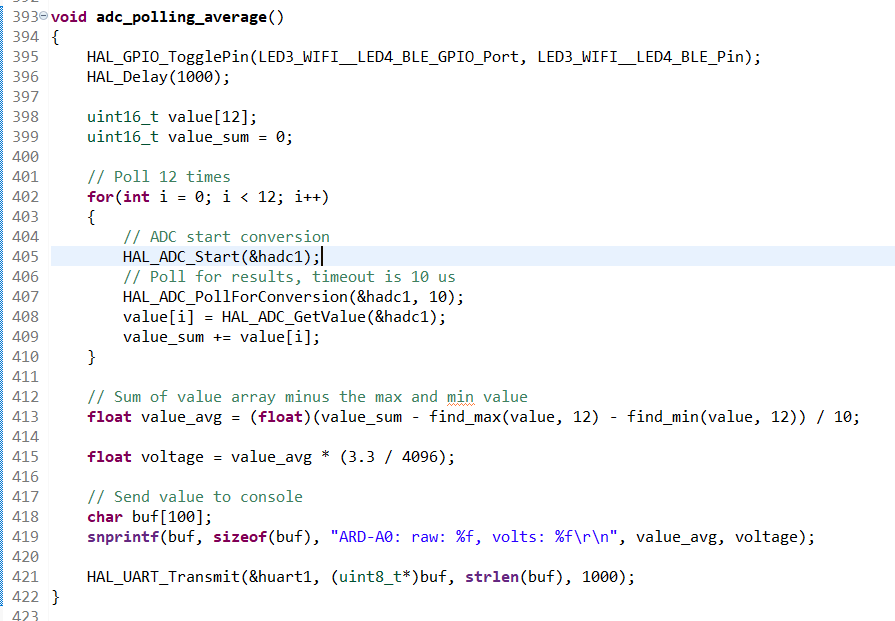 393 void adc_polling_average()
394 {
395     HAL_GPIO_TogglePin(LED3_WIFI__LED4_BLE_GPIO_Port, LED3_WIFI__LED4_BLE_Pin);
396     HAL_Delay(1000);
397
398     uint16_t value[12];
399     uint16_t value_sum = 0;
400
401     // Poll 12 times
402     for(int i = 0; i < 12; i++)
403     {
404         // ADC start conversion
405         HAL_ADC_Start(&hadc1);
406         // Poll for results, timeout is 10 us
407         HAL_ADC_PollForConversion(&hadc1, 10);
408         value[i] = HAL_ADC_GetValue(&hadc1);
409         value_sum += value[i];
410     }
411
412     // Sum of value array minus the max and min value
413     float value_avg = (float)(value_sum - find_max(value, 12) - find_min(value, 12)) / 10;
414
415     float voltage = value_avg * (3.3 / 4096);
416
417     // Send value to console
418     char buf[100];
419     snprintf(buf, sizeof(buf), "ARD-A0: raw: %f, volts: %f\r\n", value_avg, voltage);
420
421     HAL_UART_Transmit(&huart1, (uint8_t*)buf, strlen(buf), 1000);
422 }
423